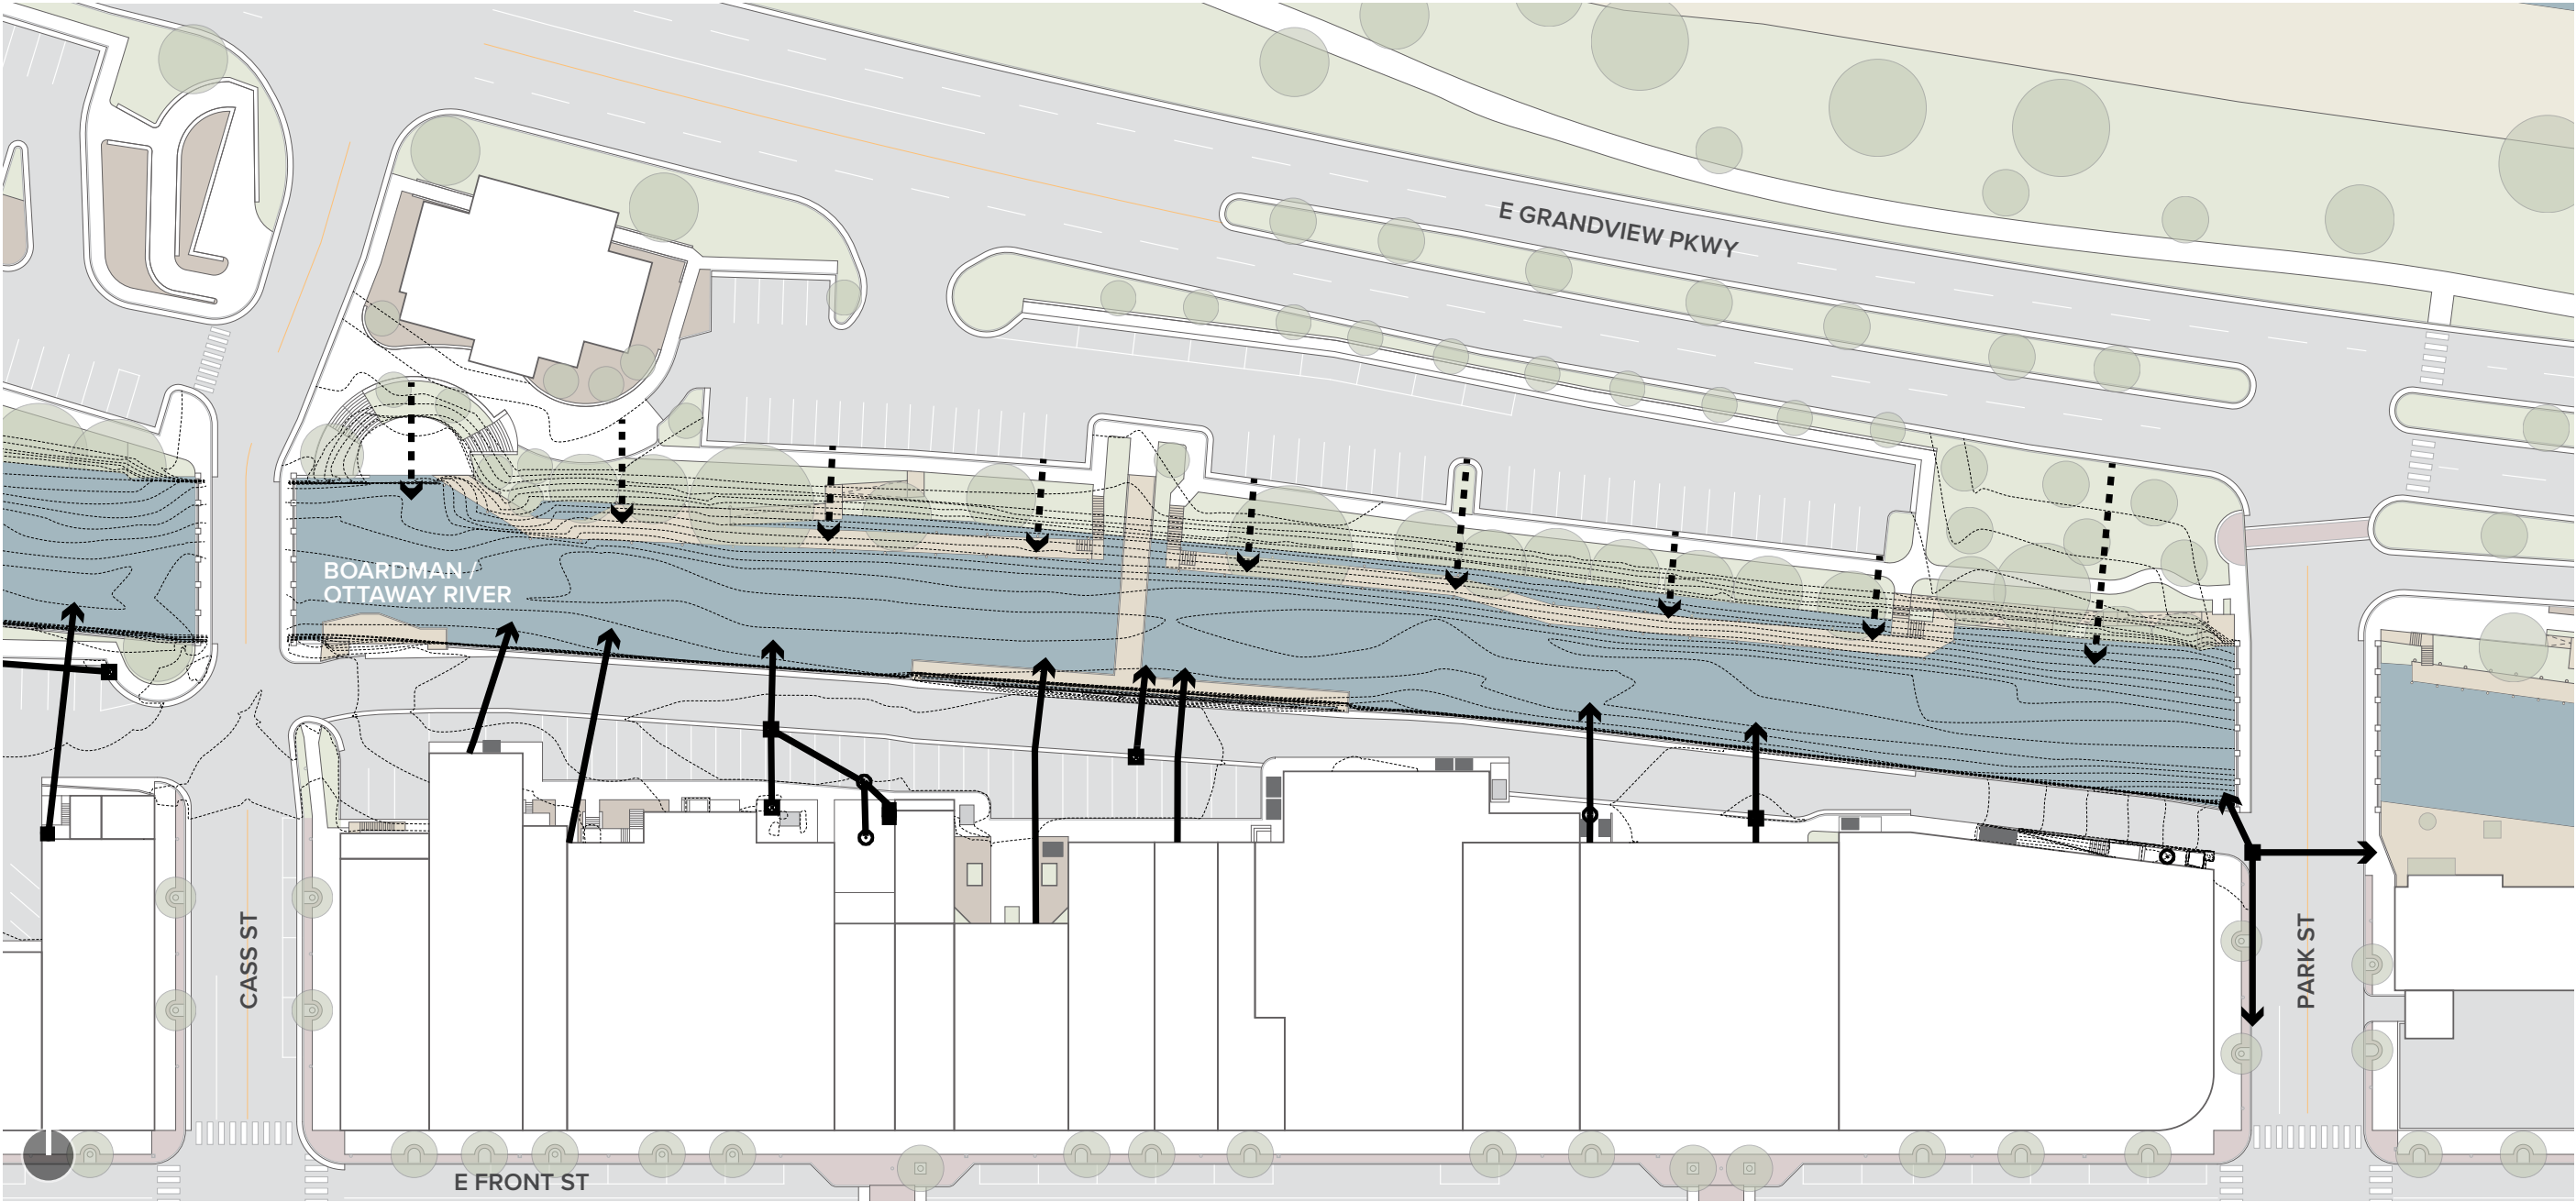 E GRANDVIEW PKWY
BOARDMAN /
OTTAWAY RIVER
CASS ST
PARK ST
E FRONT ST